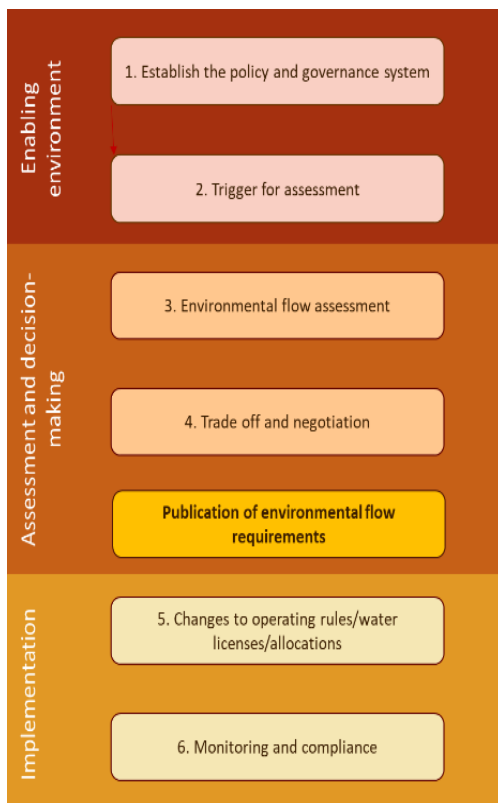 Enabling
environment
1. Establish the policy and governance system
2. Trigger for assessment
Assessment and decision-
making
3. Environmental flow assessment
4. Trade off and negotiation
Publication of environmental flow
requirements
Implementation
5. Changes to operating rules/water
licenses/allocations
6. Monitoring and compliance